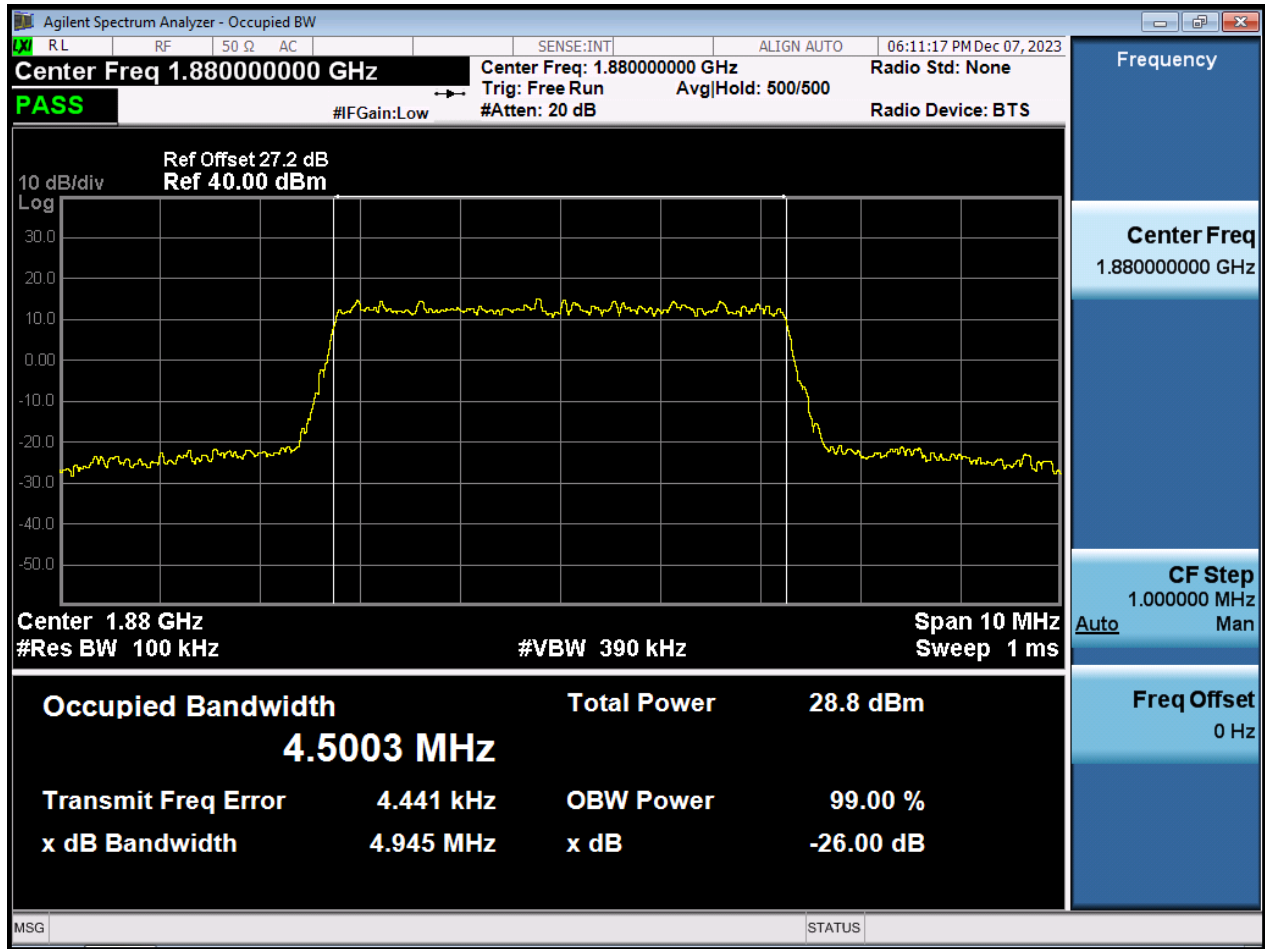 Agilent Spectrum Analyzer - Occupied BW
LXI RL RF 50 Ω AC SENSE:INT ALIGN AUTO 06:11:17 PM Dec 07, 2023
Center Freq 1.880000000 GHz
Center Freq: 1.880000000 GHz
Radio Std: None
PASS
Trig: Free Run
Avg|Hold: 500/500
#IFGain:Low
#Atten: 20 dB
Radio Device: BTS
Ref Offset 27.2 dB
10 dB/div
Ref 40.00 dBm
Log
30.0
20.0
10.0
0.00
-10.0
-20.0
-30.0
-40.0
-50.0
Center 1.88 GHz
Span 10 MHz
#Res BW 100 kHz
#VBW 390 kHz
Sweep 1 ms
Occupied Bandwidth
Total Power 28.8 dBm
4.5003 MHz
Transmit Freq Error 4.441 kHz
OBW Power 99.00 %
x dB Bandwidth 4.945 MHz
x dB -26.00 dB
Frequency
Center Freq
1.880000000 GHz
CF Step
1.000000 MHz
Auto Man
Freq Offset
0 Hz
MSG
STATUS